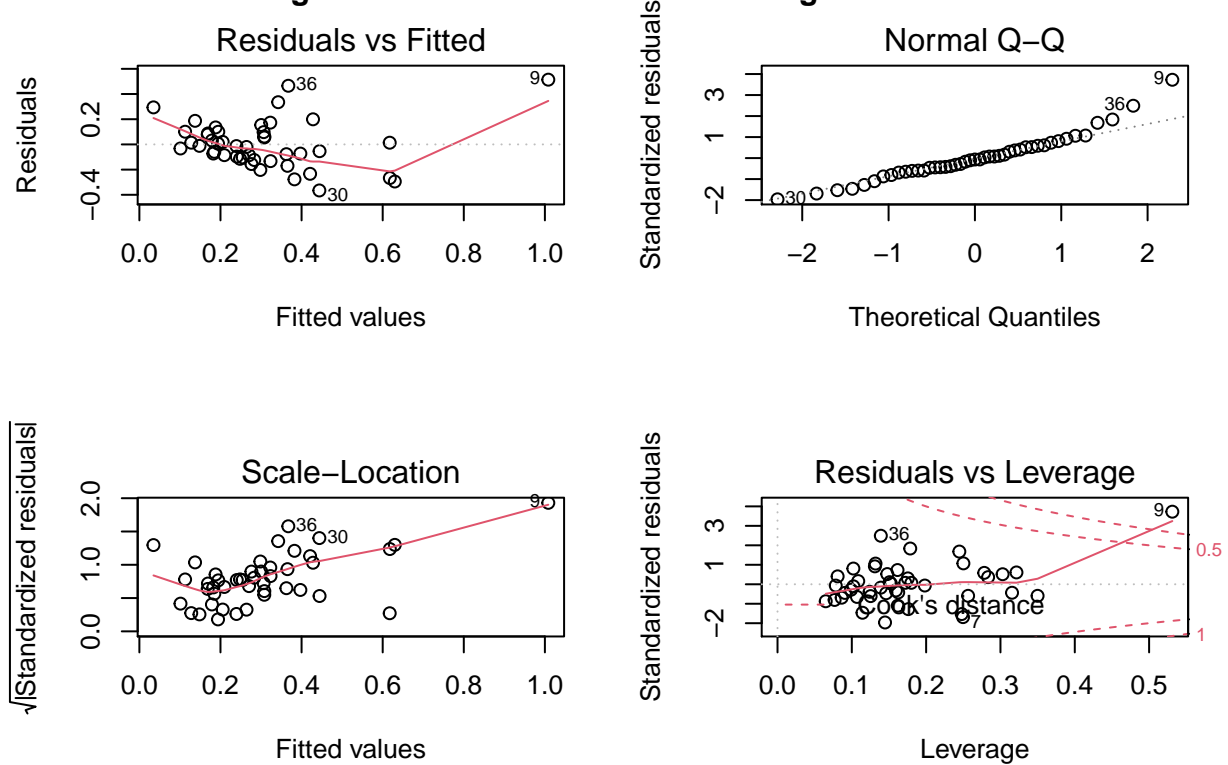 Residuals vs Fitted
Residuals
0.2
−0.4
36
9
30
0.0 0.2 0.4 0.6 0.8 1.0
Fitted values
Normal Q−Q
Standardized residuals
3
1
−2
9
36
30
−2 −1 0 1 2
Theoretical Quantiles
Scale−Location
√|Standardized residuals|
2.0
1.0
0.0
9
36
30
0.0 0.2 0.4 0.6 0.8 1.0
Fitted values
Residuals vs Leverage
Standardized residuals
3
1
−2
9
36
0.5
Cook's distance
7
1
0.0 0.1 0.2 0.3 0.4 0.5
Leverage